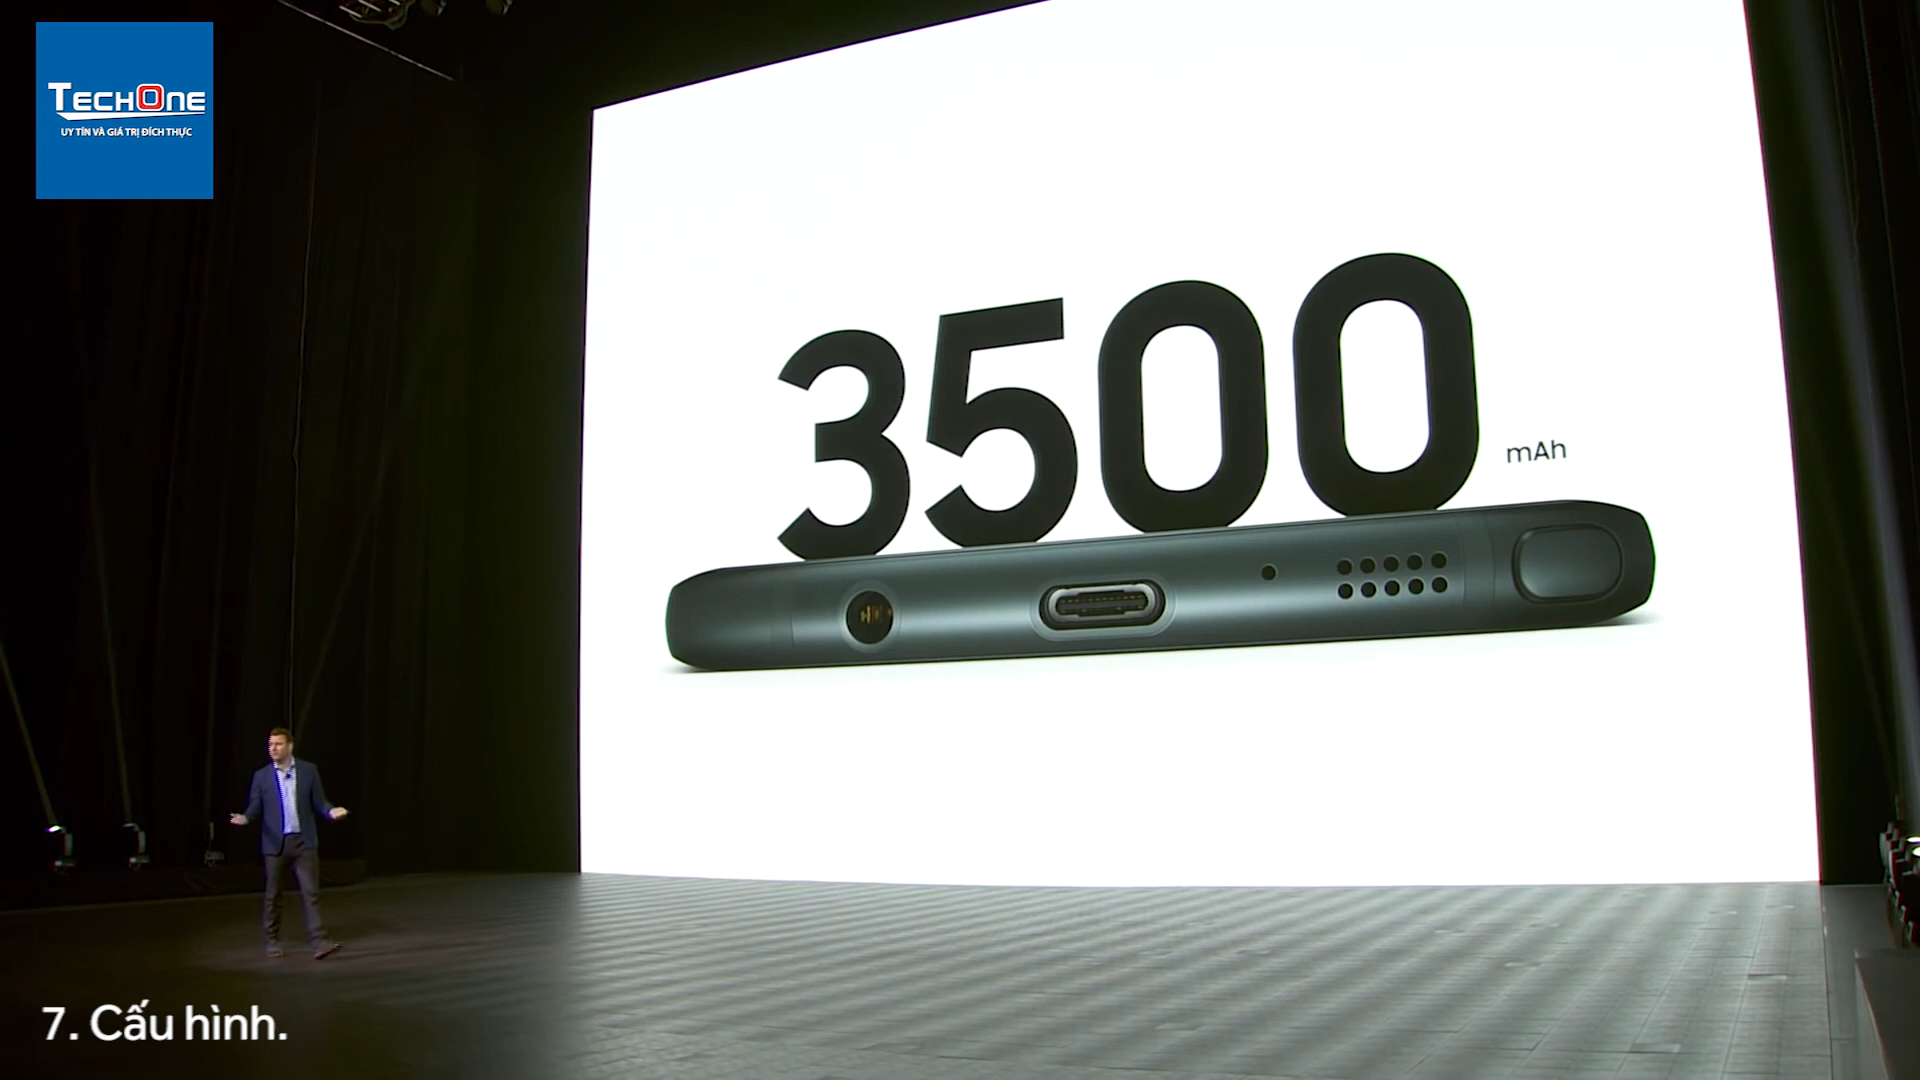 TECHONE
UY TÍN VÀ GIÁ TRỊ ĐÍCH THỰC
3500
mAh
7. Cấu hình.